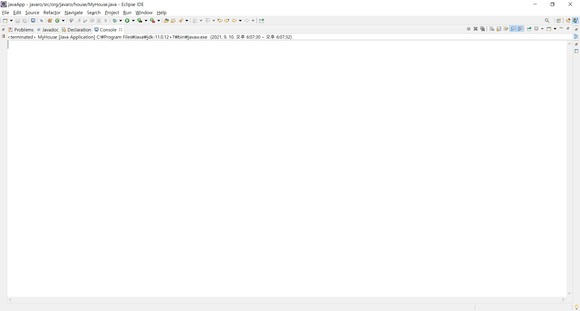 javaApp - javaro/src/org/javaro/house/MyHouse.java - Eclipse IDE
File Edit Source Refactor Navigate Search Project Run Window Help
Problems Javadoc Declaration Console
<terminated> MyHouse [Java Application] C:₩Program Files₩Java₩jdk-11.0.12+7₩bin₩javaw.exe (2021. 9. 10. 오후 6:07:30 – 오후 6:07:32)